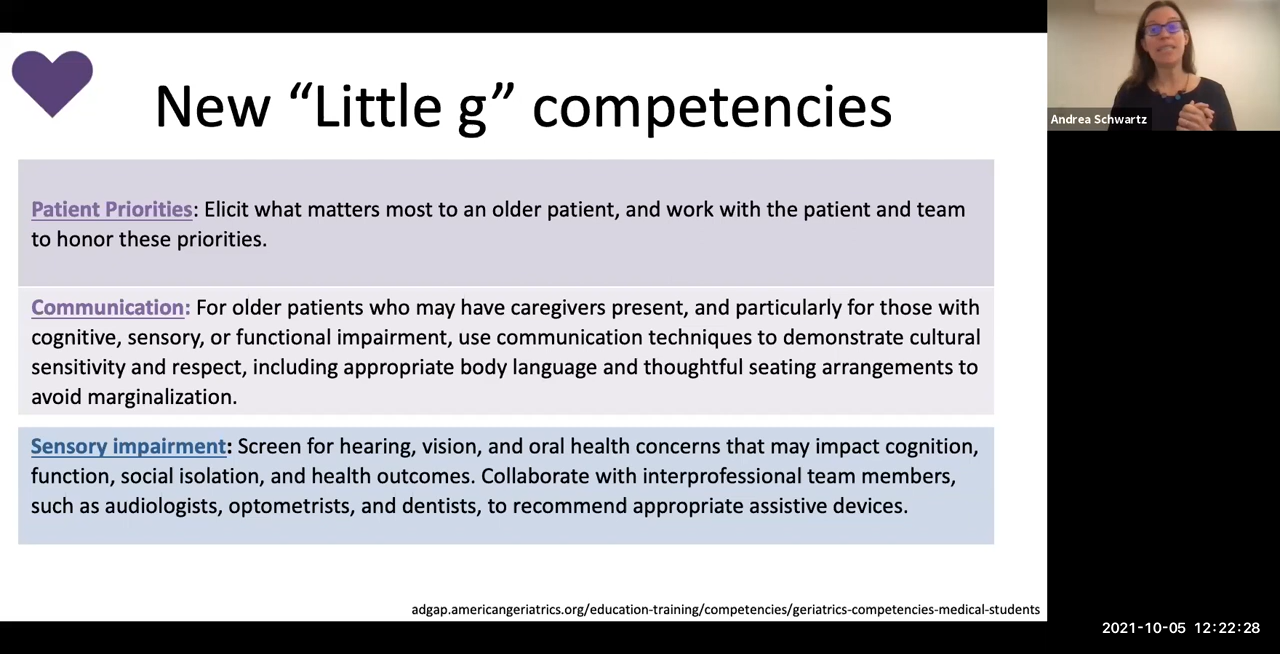 New “Little g” competencies
Andrea Schwartz
Patient Priorities: Elicit what matters most to an older patient, and work with the patient and team
to honor these priorities.
Communication: For older patients who may have caregivers present, and particularly for those with
cognitive, sensory, or functional impairment, use communication techniques to demonstrate cultural
sensitivity and respect, including appropriate body language and thoughtful seating arrangements to
avoid marginalization.
Sensory impairment: Screen for hearing, vision, and oral health concerns that may impact cognition,
function, social isolation, and health outcomes. Collaborate with interprofessional team members,
such as audiologists, optometrists, and dentists, to recommend appropriate assistive devices.
adgap.americangeriatrics.org/education-training/competencies/geriatrics-competencies-medical-students
2021-10-05 12:22:28